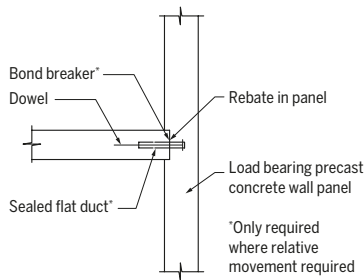 Bond breaker*
Dowel
Rebate in panel
Load bearing precast
concrete wall panel
Sealed flat duct*
*Only required
where relative
movement required